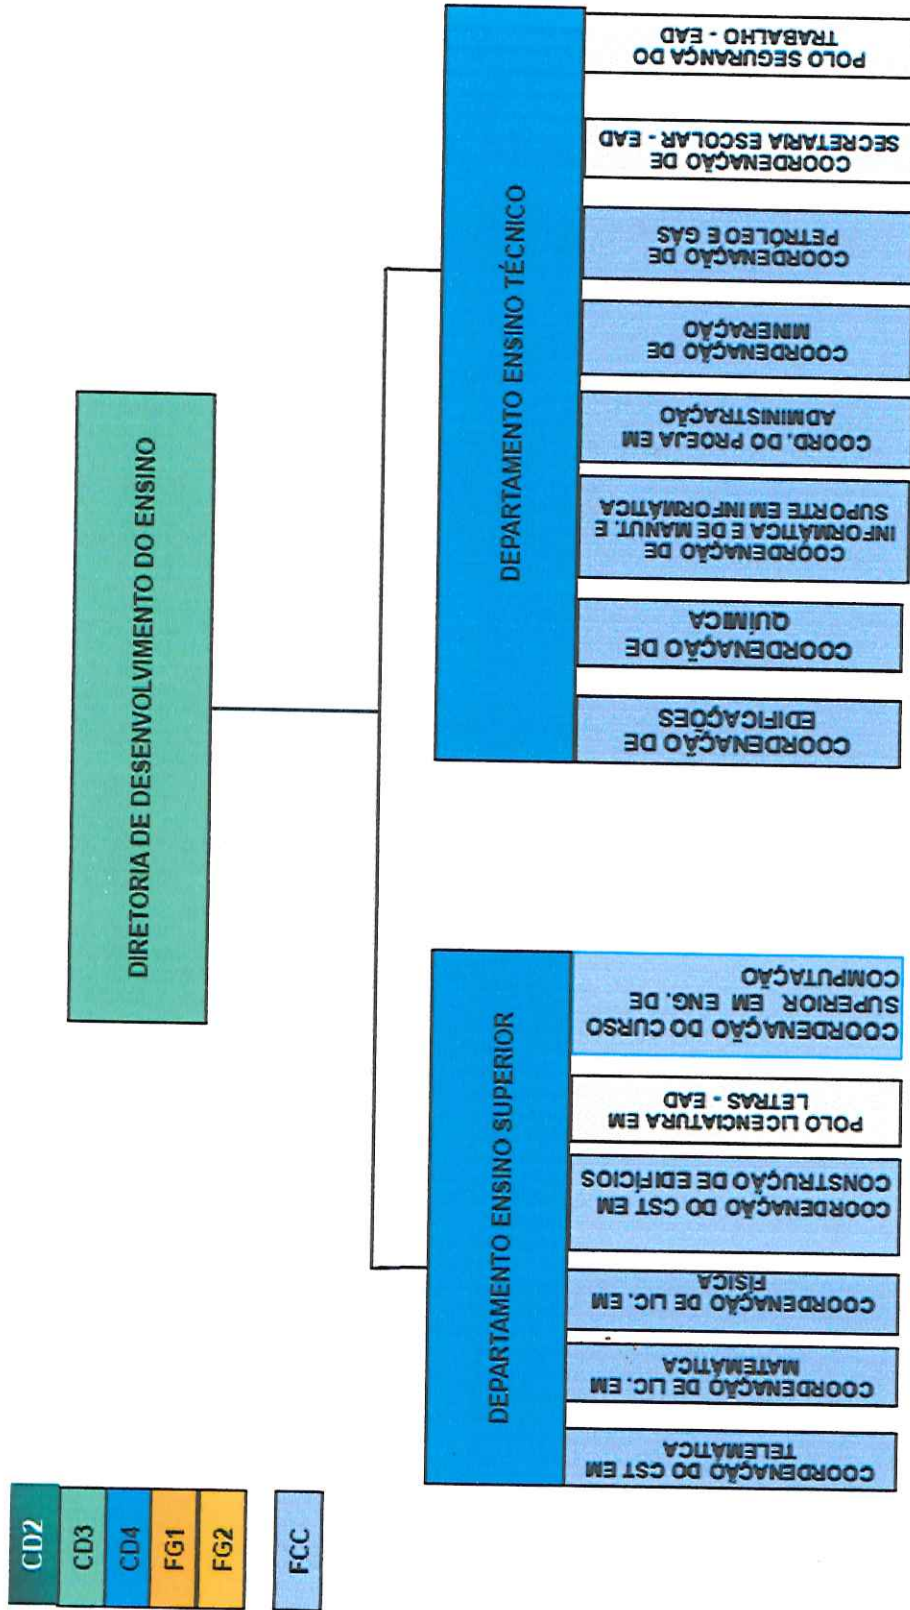 CD2
CD3
CD4
FG1
FG2
FCC
DIRETORIA DE DESENVOLVIMENTO DO ENSINO
DEPARTAMENTO ENSINO SUPERIOR
COORDENAÇÃO DO CST EM
TELEMÁTICA
COORDENAÇÃO DE LIC. EM
MATEMÁTICA
COORDENAÇÃO DE LIC. EM
FÍSICA
COORDENAÇÃO DO CST EM
CONSTRUÇÃO DE EDIFÍCIOS
POLO LICENCIATURA EM
LETRAS - EAD
COORDENAÇÃO DO CURSO
SUPERIOR EM ENG. DE
COMPUTAÇÃO
DEPARTAMENTO ENSINO TÉCNICO
COORDENAÇÃO DE
EDIFICAÇÕES
COORDENAÇÃO DE
QUÍMICA
COORDENAÇÃO DE
INFORMÁTICA E DE MANUT. E
SUPORTE EM INFORMÁTICA
COORD. DO PROEJA EM
ADMINISTRAÇÃO
COORDENAÇÃO DE
MINERAÇÃO
COORDENAÇÃO DE
PETRÓLEO E GÁS
COORDENAÇÃO DE
SECRETARIA ESCOLAR - EAD
POLO SEGURANÇA DO
TRABALHO - EAD